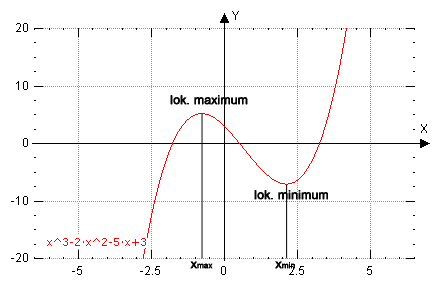 20
Y
10
lok. maximum
X
0
lok. minimum
-10
x^3-2·x^2-5·x+3
-20
xmax
xmin
-5
-2.5
0
2.5
5